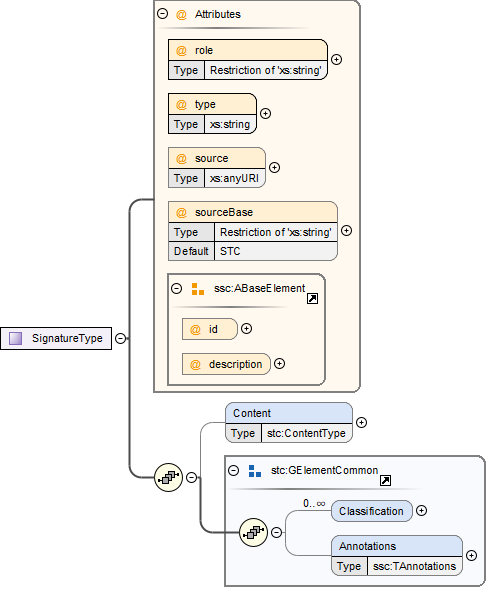 @ Attributes
@ role
Type Restriction of 'xs:string'
@ type
Type xs:string
@ source
Type xs:anyURI
@ sourceBase
Type Restriction of 'xs:string'
Default STC
ssc:ABaseElement
@ id
@ description
SignatureType
Content
Type stc:ContentType
stc:GElementCommon
0..∞
Classification
Annotations
Type ssc:TAnnotations